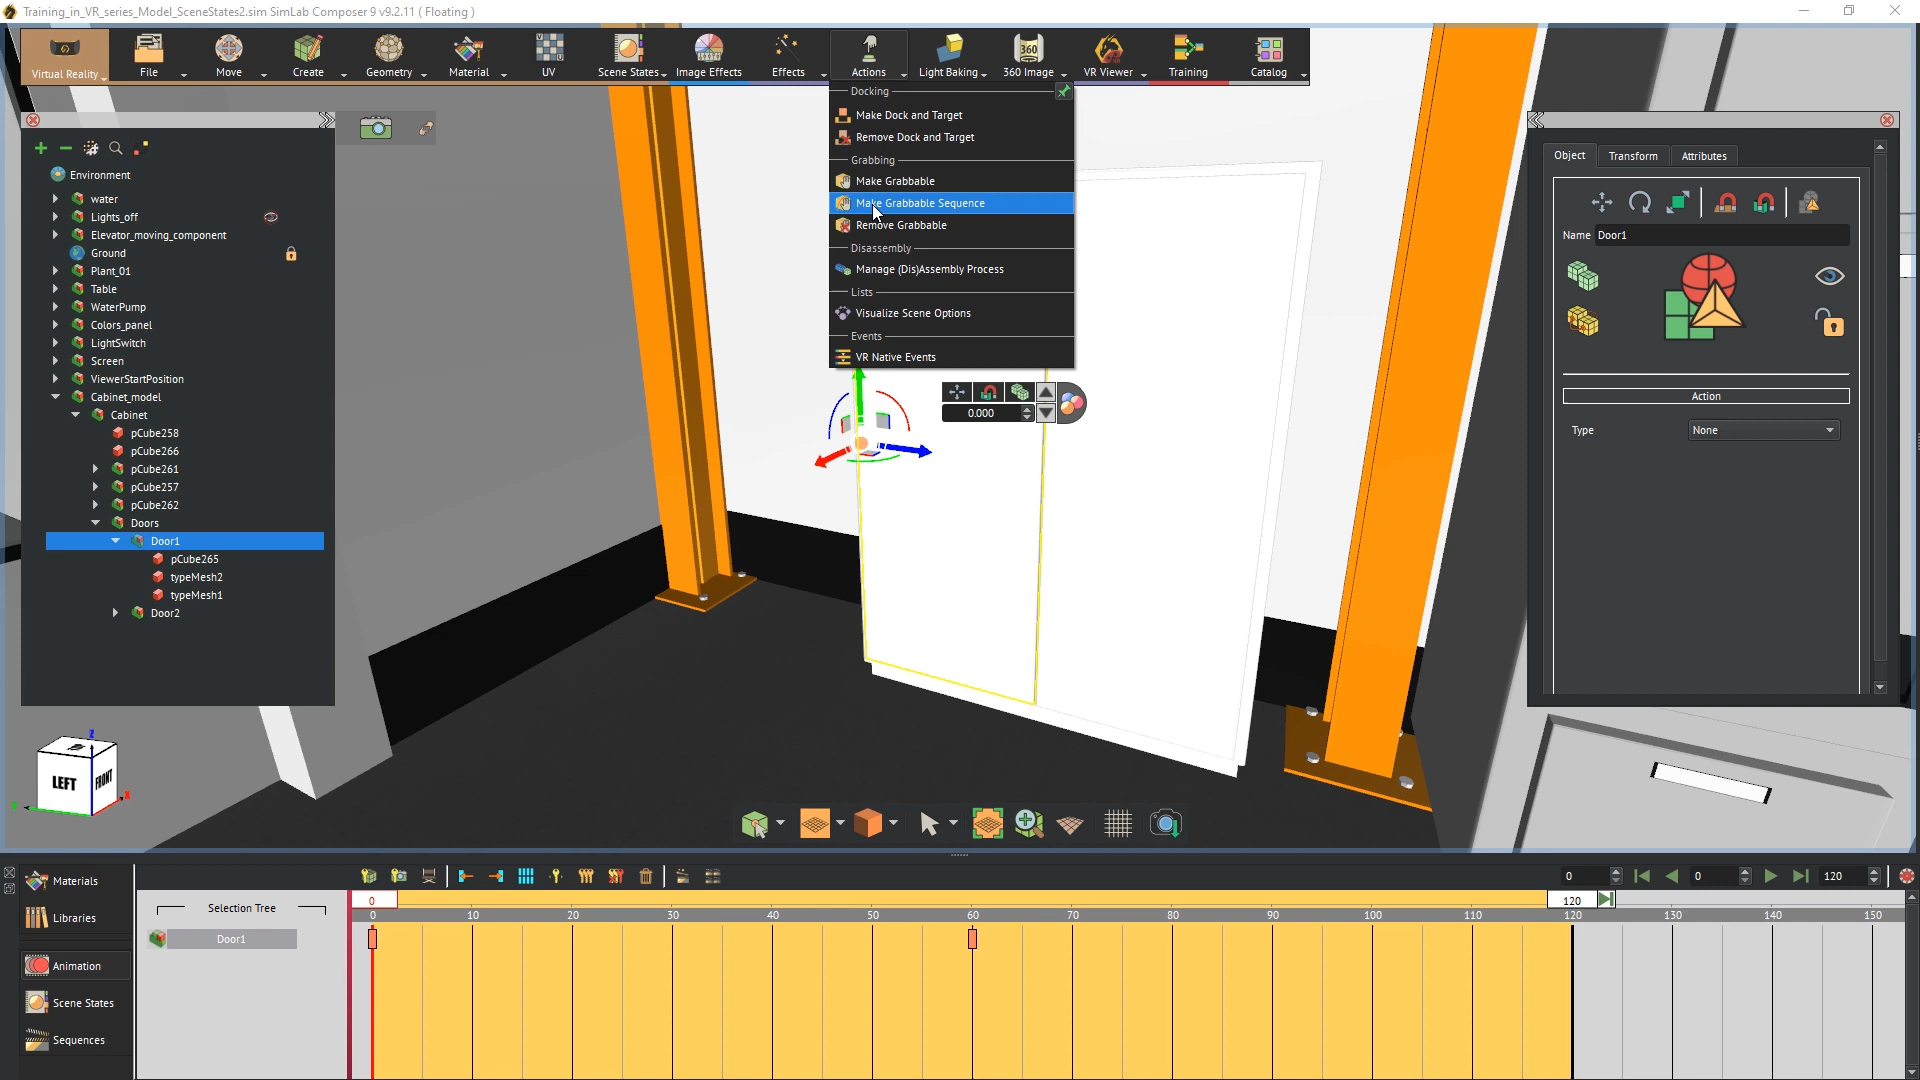 Training_in_VR_series_Model_SceneStates2.sim SimLab Composer 9 v9.2.11 ( Floating )
Virtual Reality
File
Move
Create
Geometry
Material
UV
Scene States
Image Effects
Effects
Actions
Light Baking
360
360 Image
VR Viewer
Training
Catalog
Docking
Make Dock and Target
Remove Dock and Target
Grabbing
Make Grabbable
Make Grabbable Sequence
Remove Grabbable
Disassembly
Manage (Dis)Assembly Process
Lists
Visualize Scene Options
Events
VR Native Events
0.000
Environment
water
Lights_off
Elevator_moving_component
Ground
Plant_01
Table
WaterPump
Colors_panel
LightSwitch
Screen
ViewerStartPosition
Cabinet_model
Cabinet
pCube258
pCube266
pCube261
pCube257
pCube262
Doors
Door1
pCube265
typeMesh2
typeMesh1
Door2
Object
Transform
Attributes
Name Door1
Action
Type None
LEFT
FRONT
Z
X
Materials
Libraries
Animation
Scene States
Sequences
Selection Tree
Door1
0 0 120
0 120
0 10 20 30 40 50 60 70 80 90 100 110 120 130 140 150